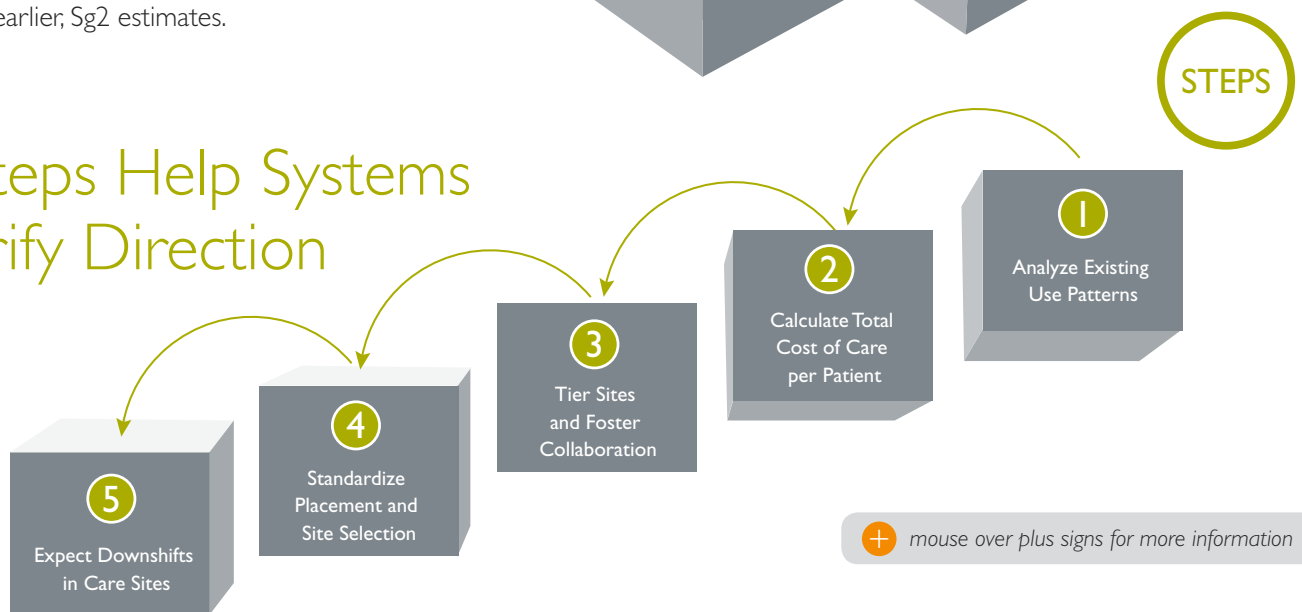 earlier, Sg2 estimates.
STEPS
teps Help Systems
rify Direction
1
Analyze Existing
Use Patterns
2
Calculate Total
Cost of Care
per Patient
3
Tier Sites
and Foster
Collaboration
4
Standardize
Placement and
Site Selection
5
Expect Downshifts
in Care Sites
+ mouse over plus signs for more information